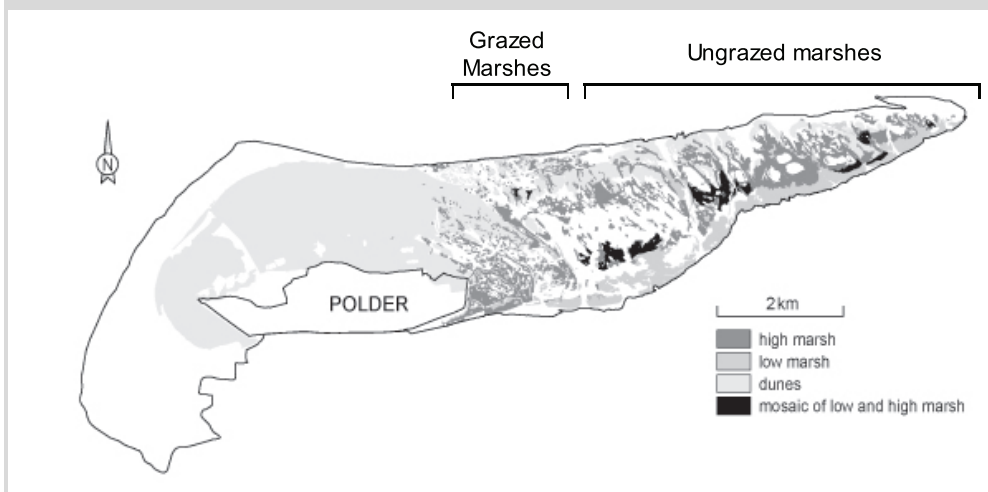 Grazed
Marshes
Ungrazed marshes
N
POLDER
2km
high marsh
low marsh
dunes
mosaic of low and high marsh